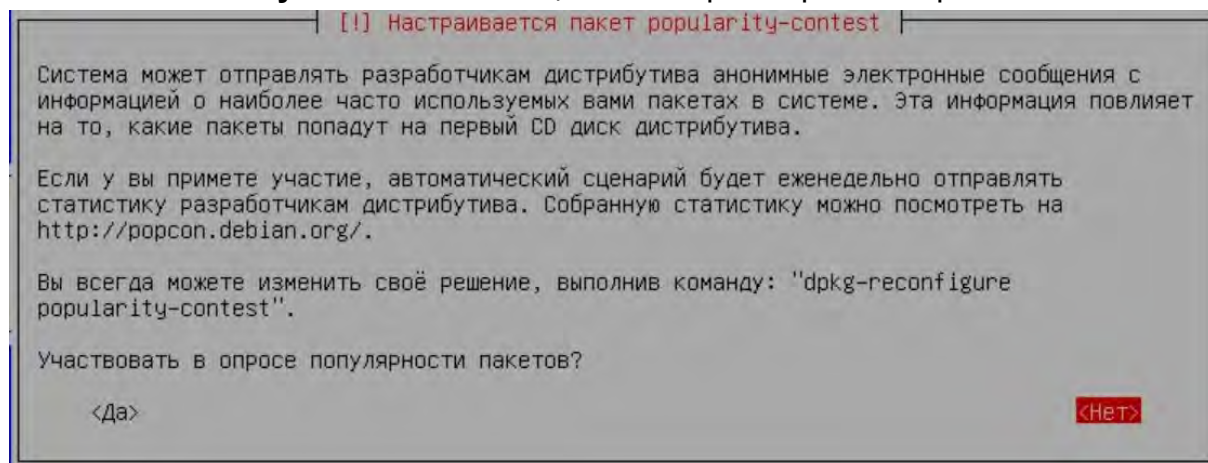 [!] Настраивается пакет popularity-contest
Система может отправлять разработчикам дистрибутива анонимные электронные сообщения с
информацией о наиболее часто используемых вами пакетах в системе. Эта информация повлияет
на то, какие пакеты попадут на первый CD диск дистрибутива.
Если у вы примете участие, автоматический сценарий будет еженедельно отправлять
статистику разработчикам дистрибутива. Собранную статистику можно посмотреть на
http://popcon.debian.org/.
Вы всегда можете изменить своё решение, выполнив команду: "dpkg-reconfigure
popularity-contest".
Участвовать в опросе популярности пакетов?
<Да> <Нет>